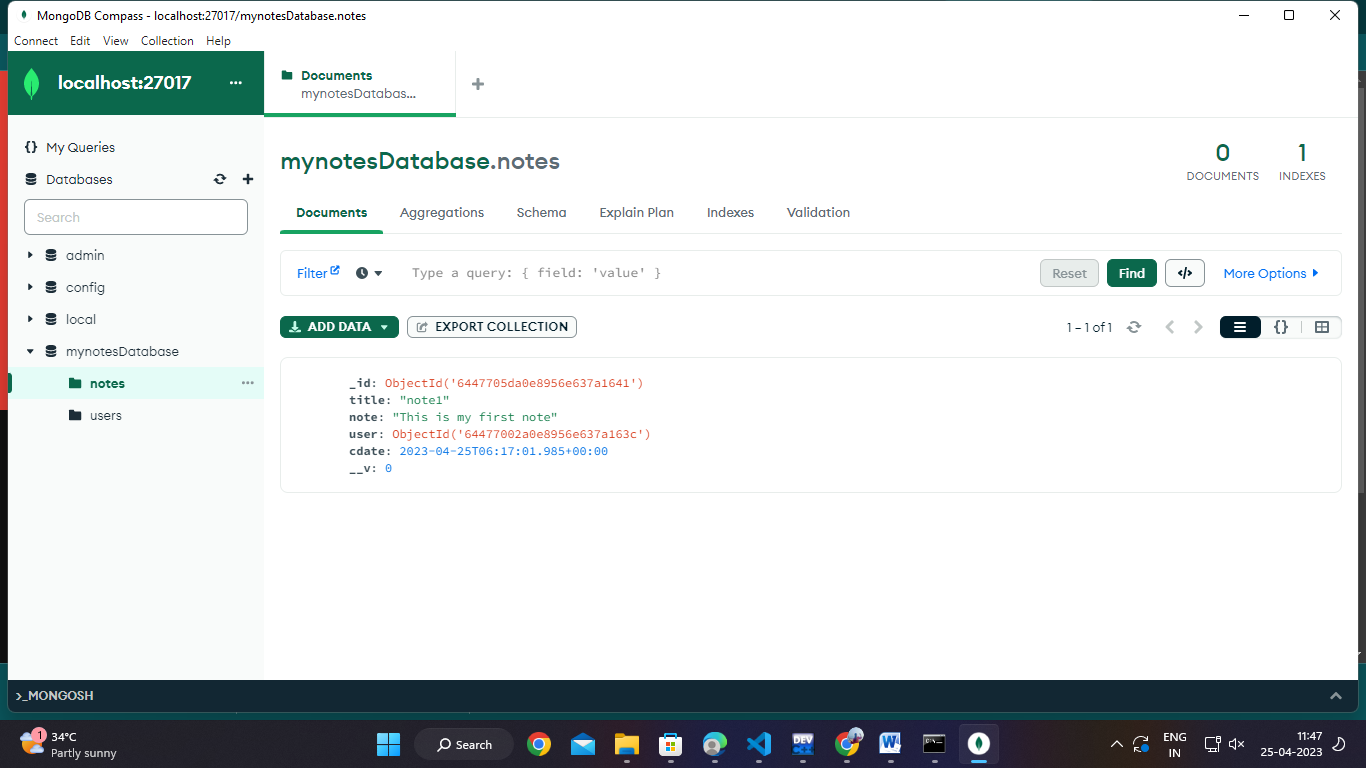 MongoDB Compass - localhost:27017/mynotesDatabase.notes
Connect Edit View Collection Help
localhost:27017
Documents
mynotesDatabas...
{} My Queries
Databases
Search
admin
config
local
mynotesDatabase
notes
users
mynotesDatabase.notes
0
DOCUMENTS
1
INDEXES
Documents Aggregations Schema Explain Plan Indexes Validation
Filter Type a query: { field: 'value' } Reset Find </> More Options
ADD DATA EXPORT COLLECTION 1 – 1 of 1 {}
_id: ObjectId('6447705da0e8956e637a1641')
title: "note1"
note: "This is my first note"
user: ObjectId('64477002a0e8956e637a163c')
cdate: 2023-04-25T06:17:01.985+00:00
__v: 0
>_MONGOSH
1
34°C
Partly sunny
Search
DEV
ENG
IN
11:47
25-04-2023